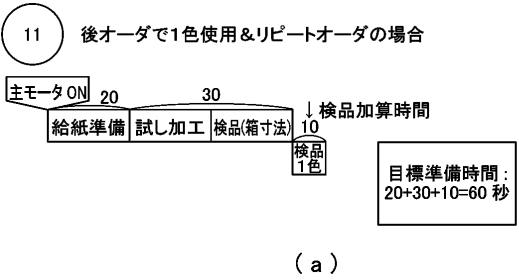 11 後オーダで1色使用＆リピートオーダの場合
主モータON
20
30
↓検品加算時間
10
給紙準備
試し加工
検品(箱寸法)
検品
1色
目標準備時間：
20+30+10=60 秒
(a)